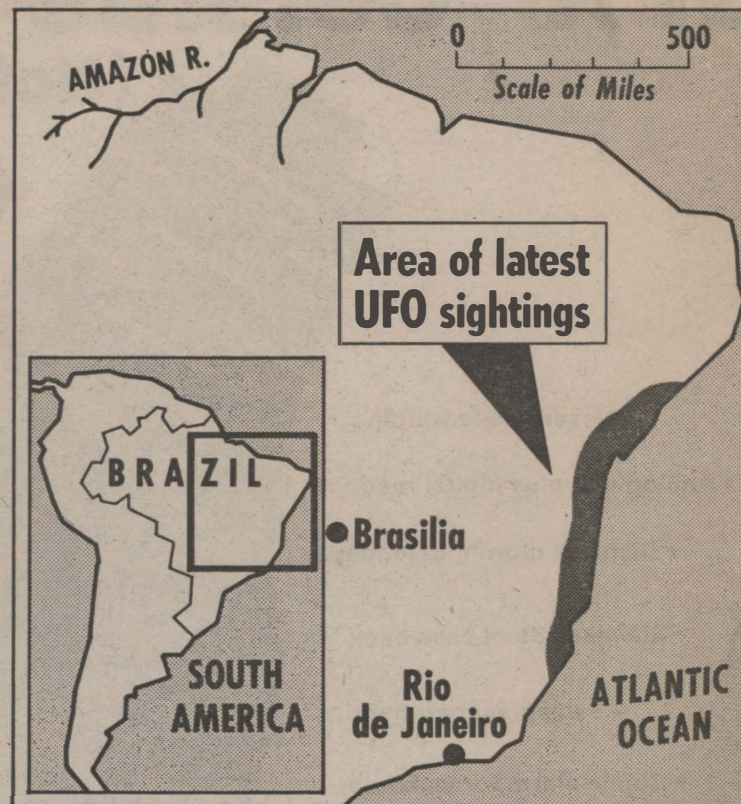 AMAZON R.
0 500
Scale of Miles
Area of latest
UFO sightings
BRAZIL
Brasilia
SOUTH
AMERICA
Rio
de Janeiro
ATLANTIC
OCEAN